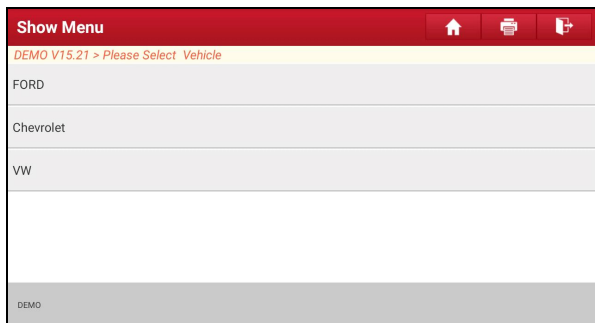 Show Menu
DEMO V15.21 > Please Select Vehicle
FORD
Chevrolet
VW
DEMO